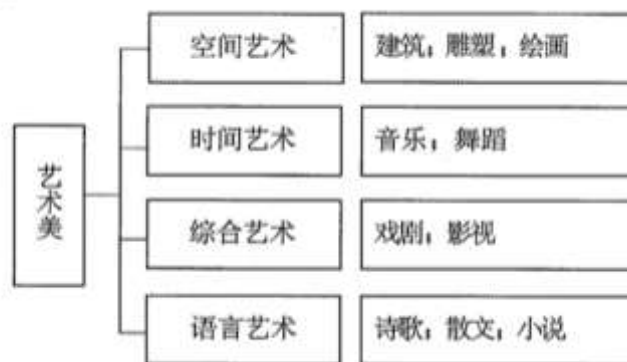 空间艺术
建筑；雕塑；绘画
时间艺术
音乐；舞蹈
艺术美
综合艺术
戏剧；影视
语言艺术
诗歌；散文；小说